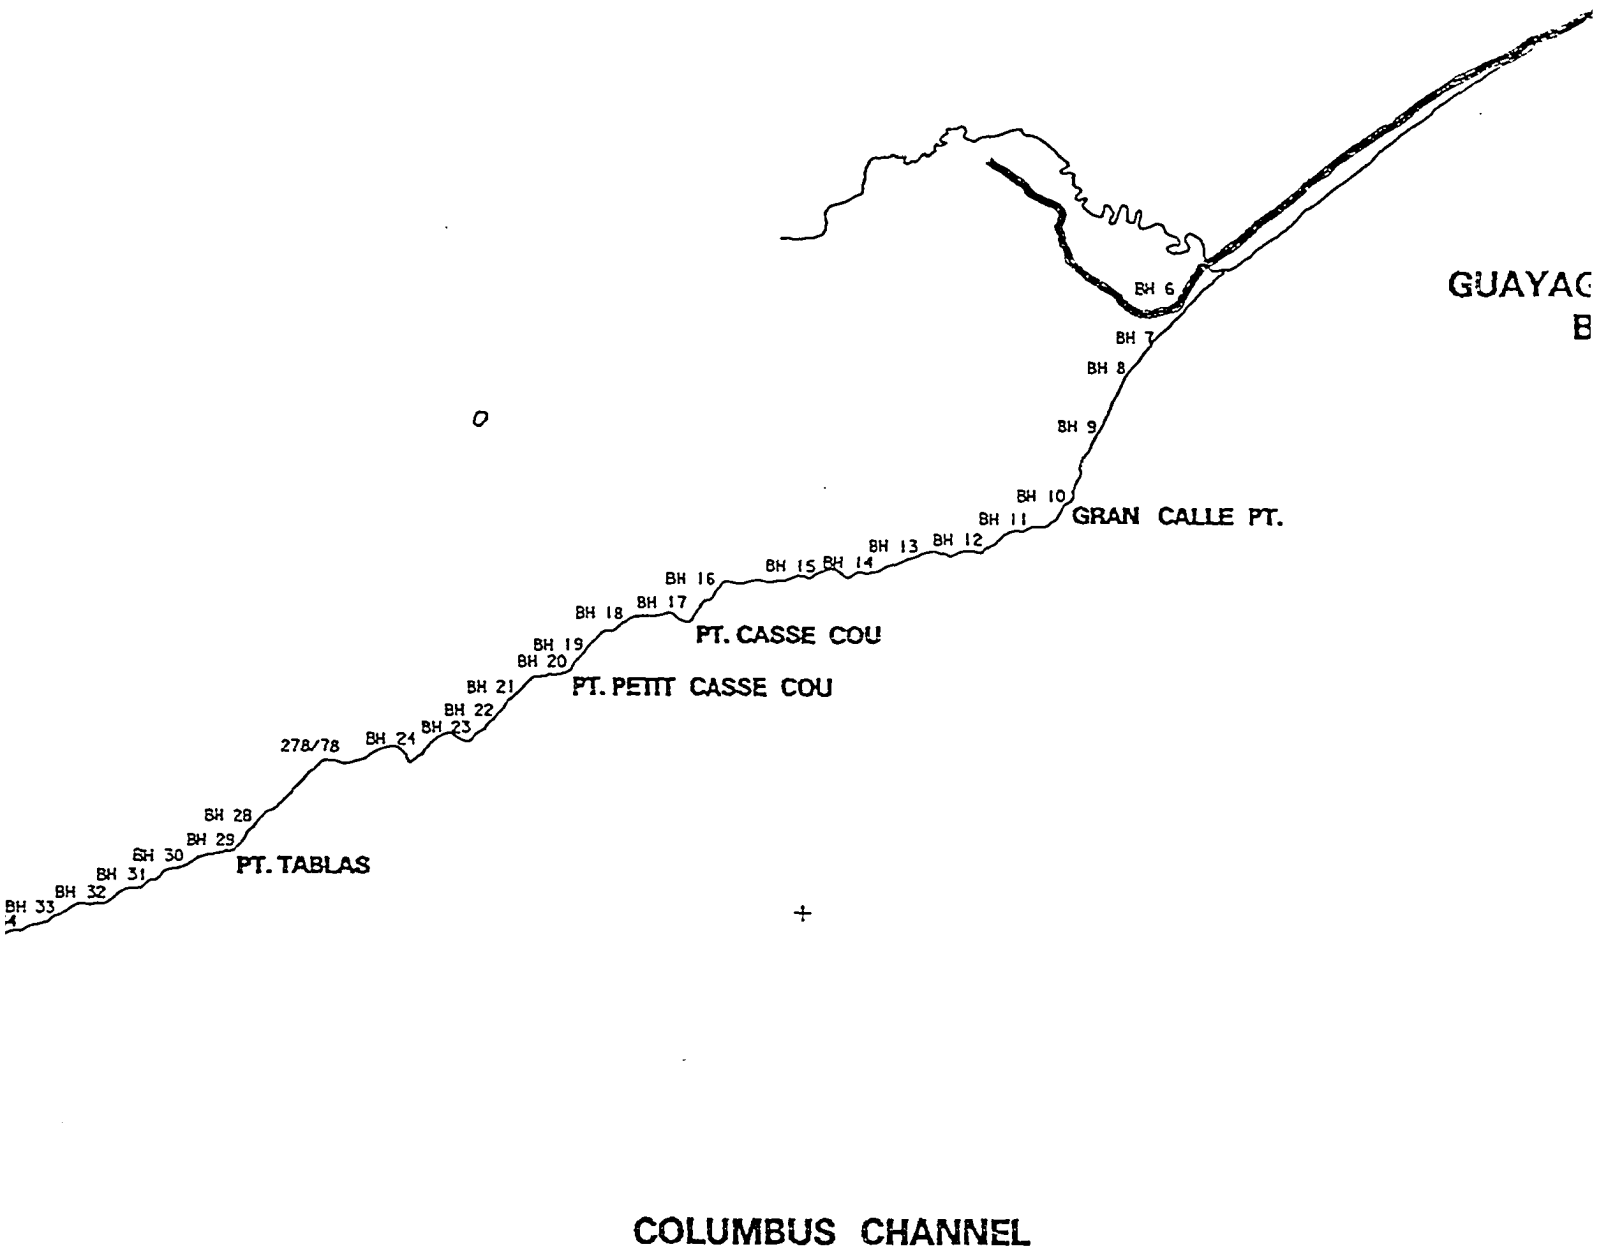 GUAYAG
B
BH 6
BH 7
BH 8
BH 9
BH 10
GRAN CALLE PT.
BH 11
BH 12
BH 13
BH 14
BH 15
BH 16
BH 17
PT. CASSE COU
BH 18
BH 19
BH 20
PT. PETIT CASSE COU
BH 21
BH 22
BH 23
BH 24
278/78
BH 28
BH 29
PT. TABLAS
BH 30
BH 31
BH 32
BH 33
4
COLUMBUS CHANNEL